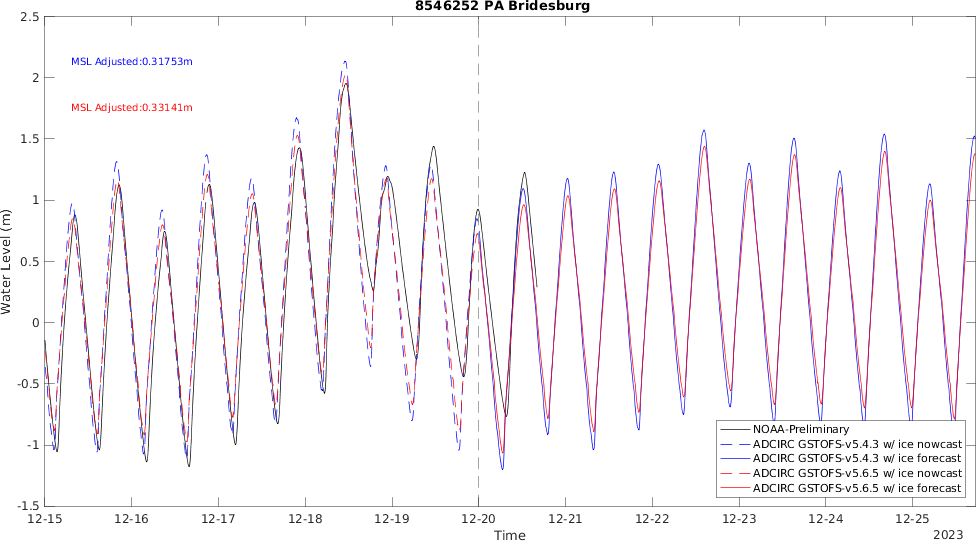 8546252 PA Bridesburg
2.5
2
1.5
1
0.5
0
-0.5
-1
-1.5
Water Level (m)
MSL Adjusted:0.31753m
MSL Adjusted:0.33141m
NOAA-Preliminary
ADCIRC GSTOFS-v5.4.3 w/ ice nowcast
ADCIRC GSTOFS-v5.4.3 w/ ice forecast
ADCIRC GSTOFS-v5.6.5 w/ ice nowcast
ADCIRC GSTOFS-v5.6.5 w/ ice forecast
12-15 12-16 12-17 12-18 12-19 12-20 12-21 12-22 12-23 12-24 12-25
Time
2023